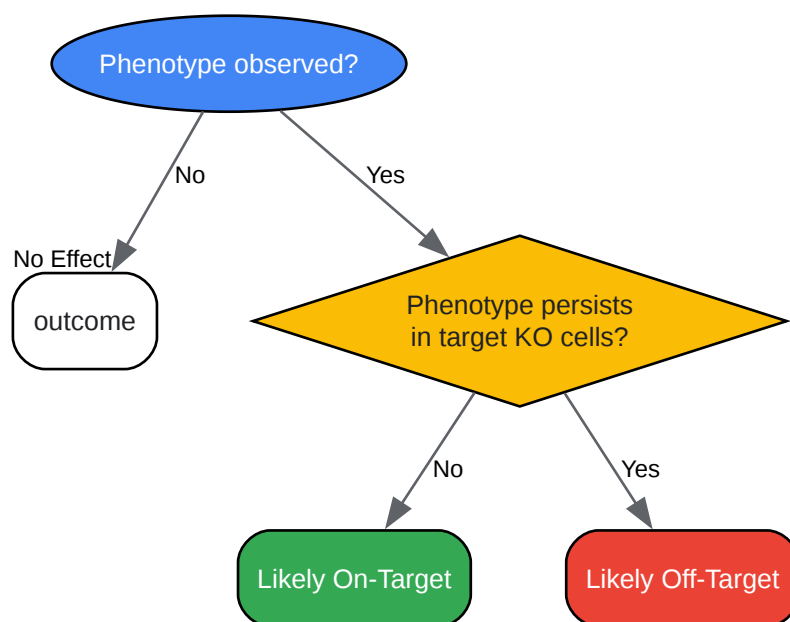 Phenotype observed?
No
Yes
No Effect
outcome
Phenotype persists
in target KO cells?
No
Yes
Likely On-Target
Likely Off-Target